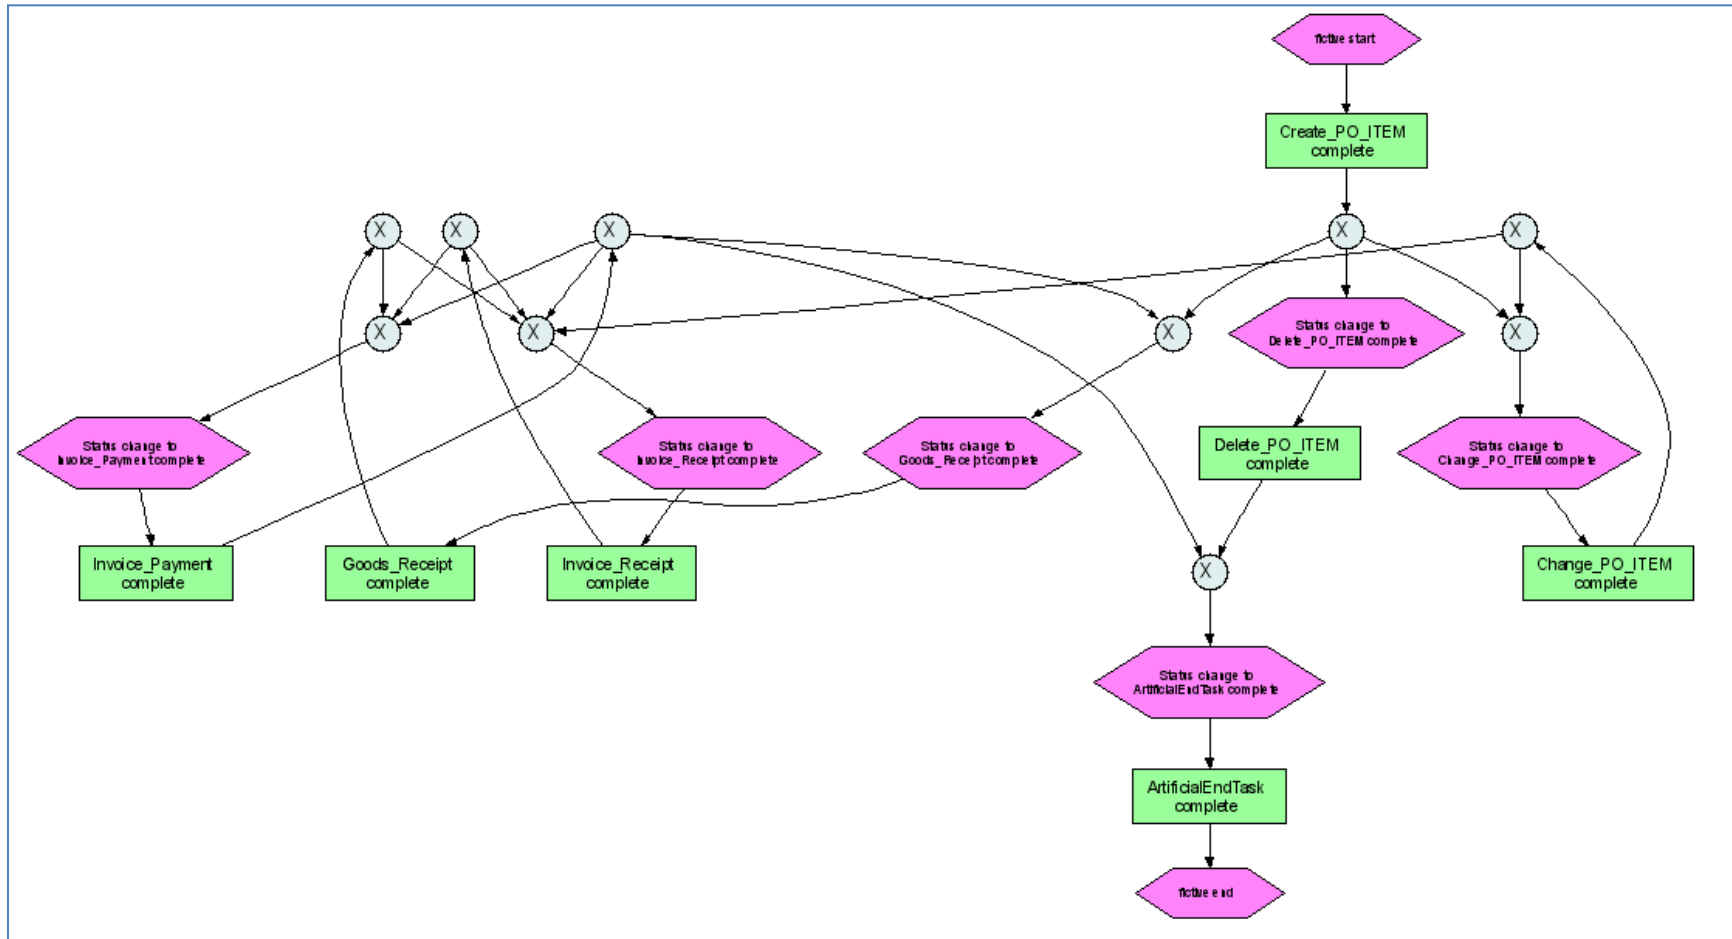 fictive start
Create_PO_ITEM
complete
X
X
X
X
X
X
X
X
X
Status change to
Delete_PO_ITEM complete
Status change to
Invoice_Payment complete
Status change to
Invoice_Receipt complete
Status change to
Goods_Receipt complete
Delete_PO_ITEM
complete
Status change to
Change_PO_ITEM complete
Invoice_Payment
complete
Goods_Receipt
complete
Invoice_Receipt
complete
X
Change_PO_ITEM
complete
Status change to
ArtificialEndTask complete
ArtificialEndTask
complete
fictive end